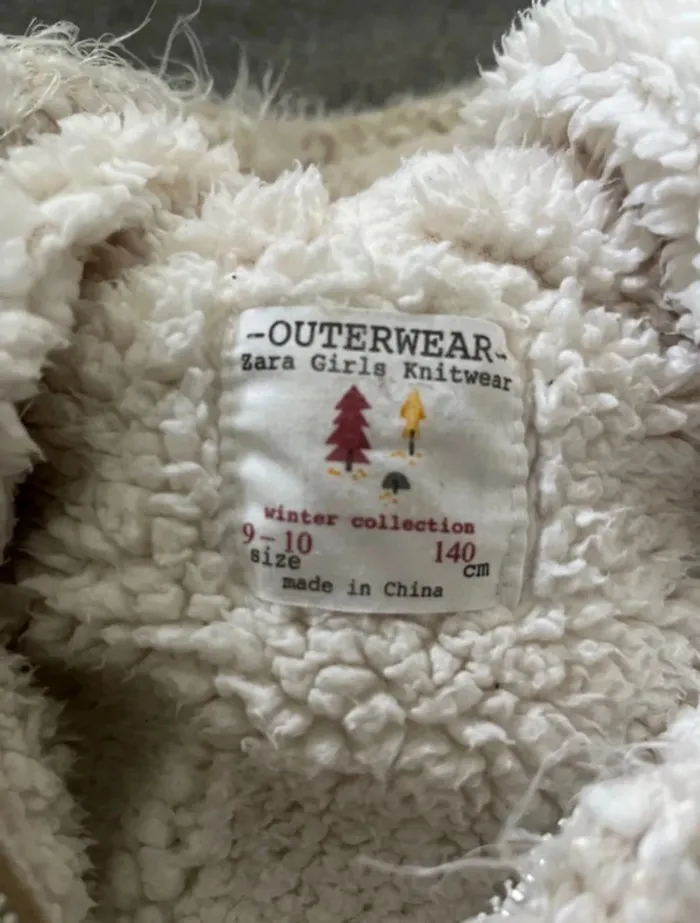 -OUTERWEAR-
Zara Girls Knitwear
winter collection
9-10 140
size cm
made in China